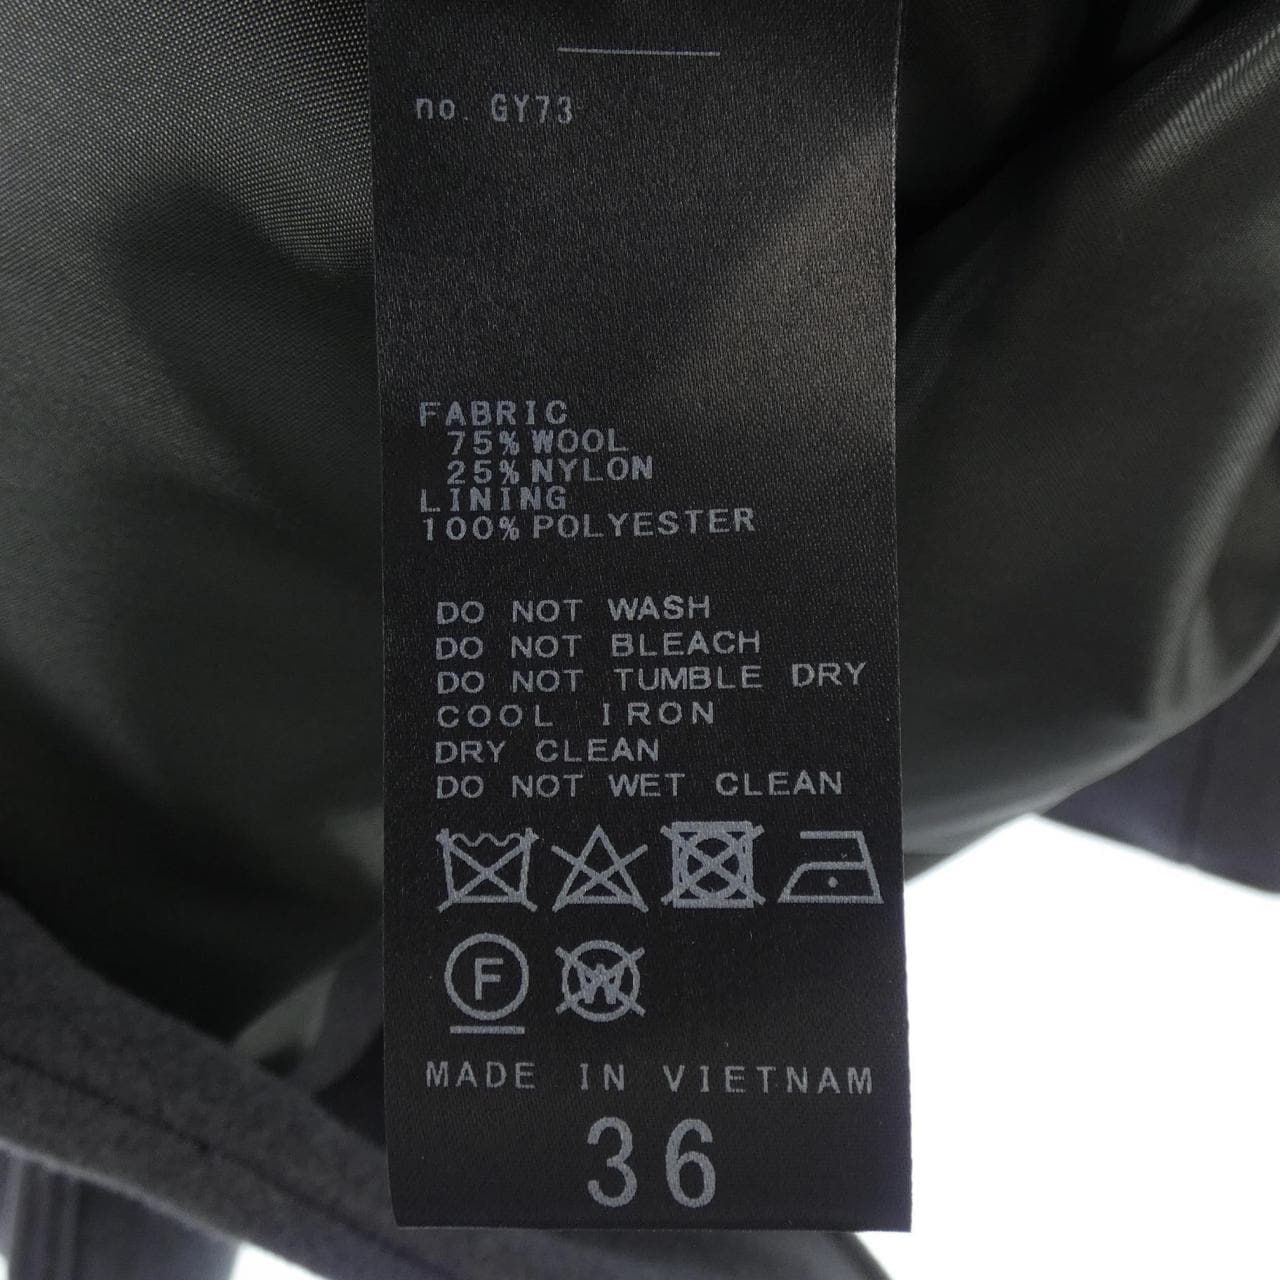 no. GY73
FABRIC
75% WOOL
25% NYLON
LINING
100% POLYESTER
DO NOT WASH
DO NOT BLEACH
DO NOT TUMBLE DRY
COOL IRON
DRY CLEAN
DO NOT WET CLEAN
F W
MADE IN VIETNAM
36